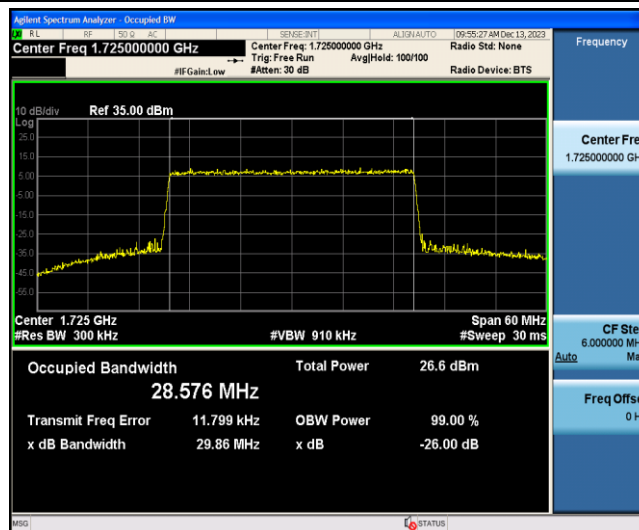 Agilent Spectrum Analyzer - Occupied BW
RL RF 50 Ω AC SENSE:INT ALIGN AUTO 09:55:27 AM Dec 13, 2023
Center Freq 1.725000000 GHz Center Freq: 1.725000000 GHz Radio Std: None Frequency
Trig: Free Run Avg|Hold: 100/100
#IFGain:Low #Atten: 30 dB Radio Device: BTS
10 dB/div Ref 35.00 dBm
Log
25.0
15.0
5.00
-5.00
-15.0
-25.0
-35.0
-45.0
-55.0
Center Fre
1.725000000 GH
Center 1.725 GHz Span 60 MHz
#Res BW 300 kHz #VBW 910 kHz #Sweep 30 ms
CF Ste
6.000000 MH
Auto Ma
Occupied Bandwidth Total Power 26.6 dBm
28.576 MHz
Transmit Freq Error 11.799 kHz OBW Power 99.00 %
x dB Bandwidth 29.86 MHz x dB -26.00 dB
Freq Offse
0 H
MSG STATUS